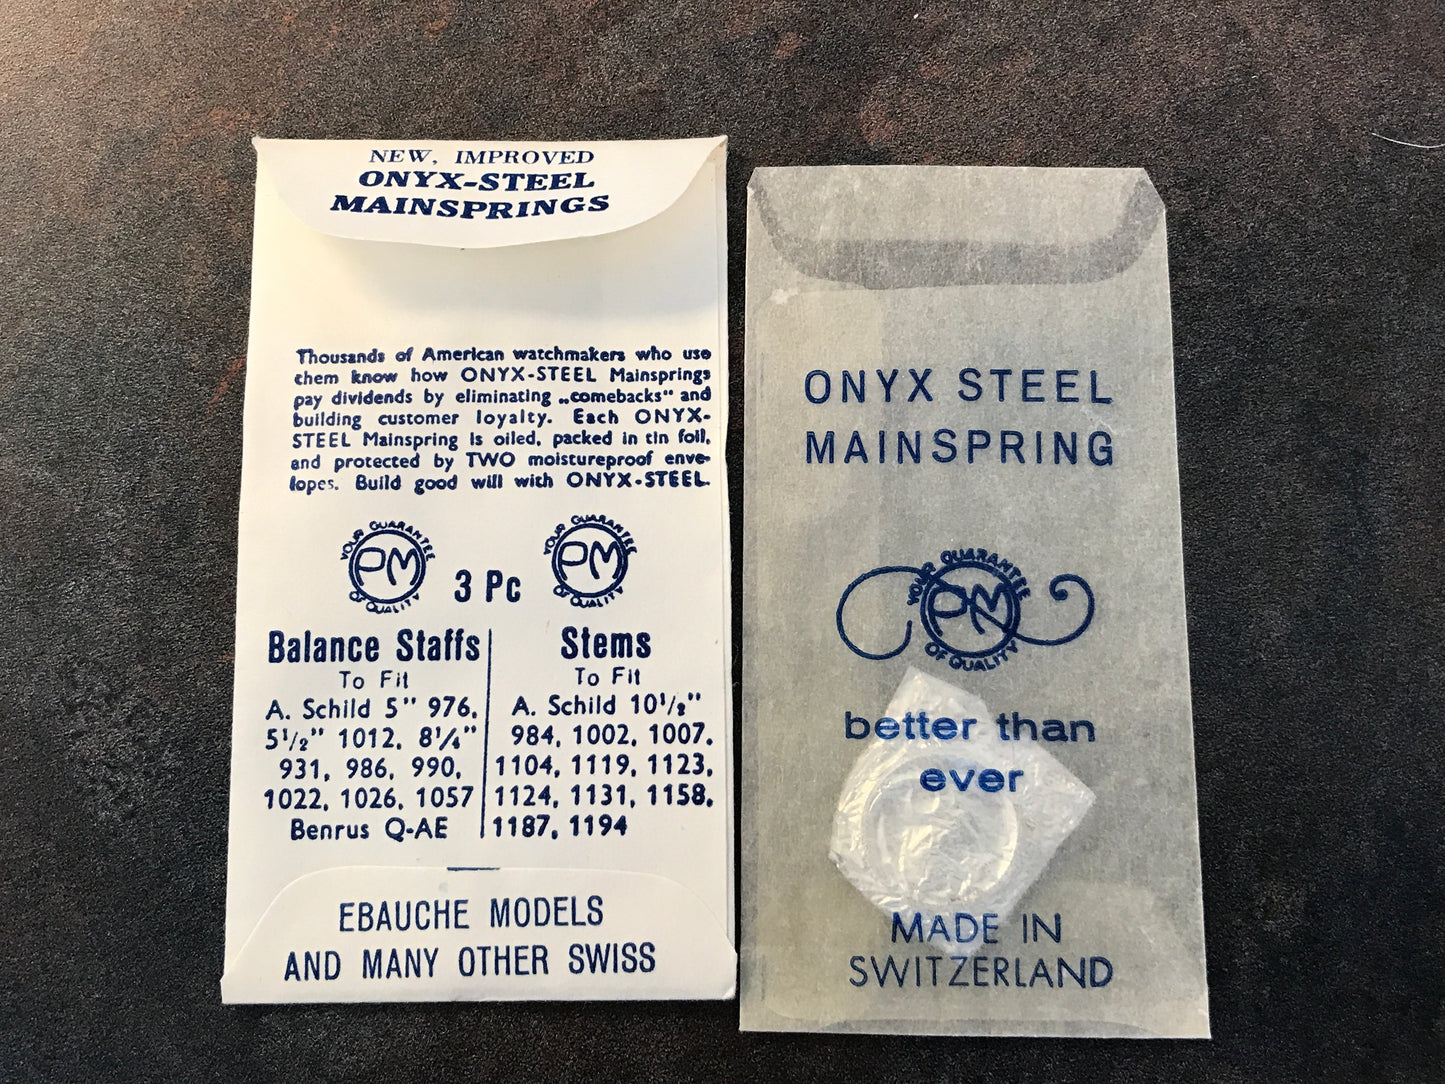 NEW, IMPROVED
ONYX-STEEL
MAINSPRINGS
Thousands of American watchmakers who use
them know how ONYX-STEEL Mainsprings
pay dividends by eliminating „comebacks“ and
building customer loyalty. Each ONYX-
STEEL Mainspring is oiled, packed in tin foil,
and protected by TWO moistureproof enve-
lopes. Build good will with ONYX-STEEL.
YOUR GUARANTEE
PM
OF QUALITY
3 Pc
YOUR GUARANTEE
PM
OF QUALITY
Balance Staffs
To Fit
A. Schild 5" 976,
5 1/2" 1012, 8 1/4"
931, 986, 990,
1022, 1026, 1057
Benrus Q-AE
Stems
To Fit
A. Schild 10 1/2"
984, 1002, 1007,
1104, 1119, 1123,
1124, 1131, 1158,
1187, 1194
EBAUCHE MODELS
AND MANY OTHER SWISS
ONYX STEEL
MAINSPRING
YOUR GUARANTEE
PM
OF QUALITY
better than
ever
MADE IN
SWITZERLAND